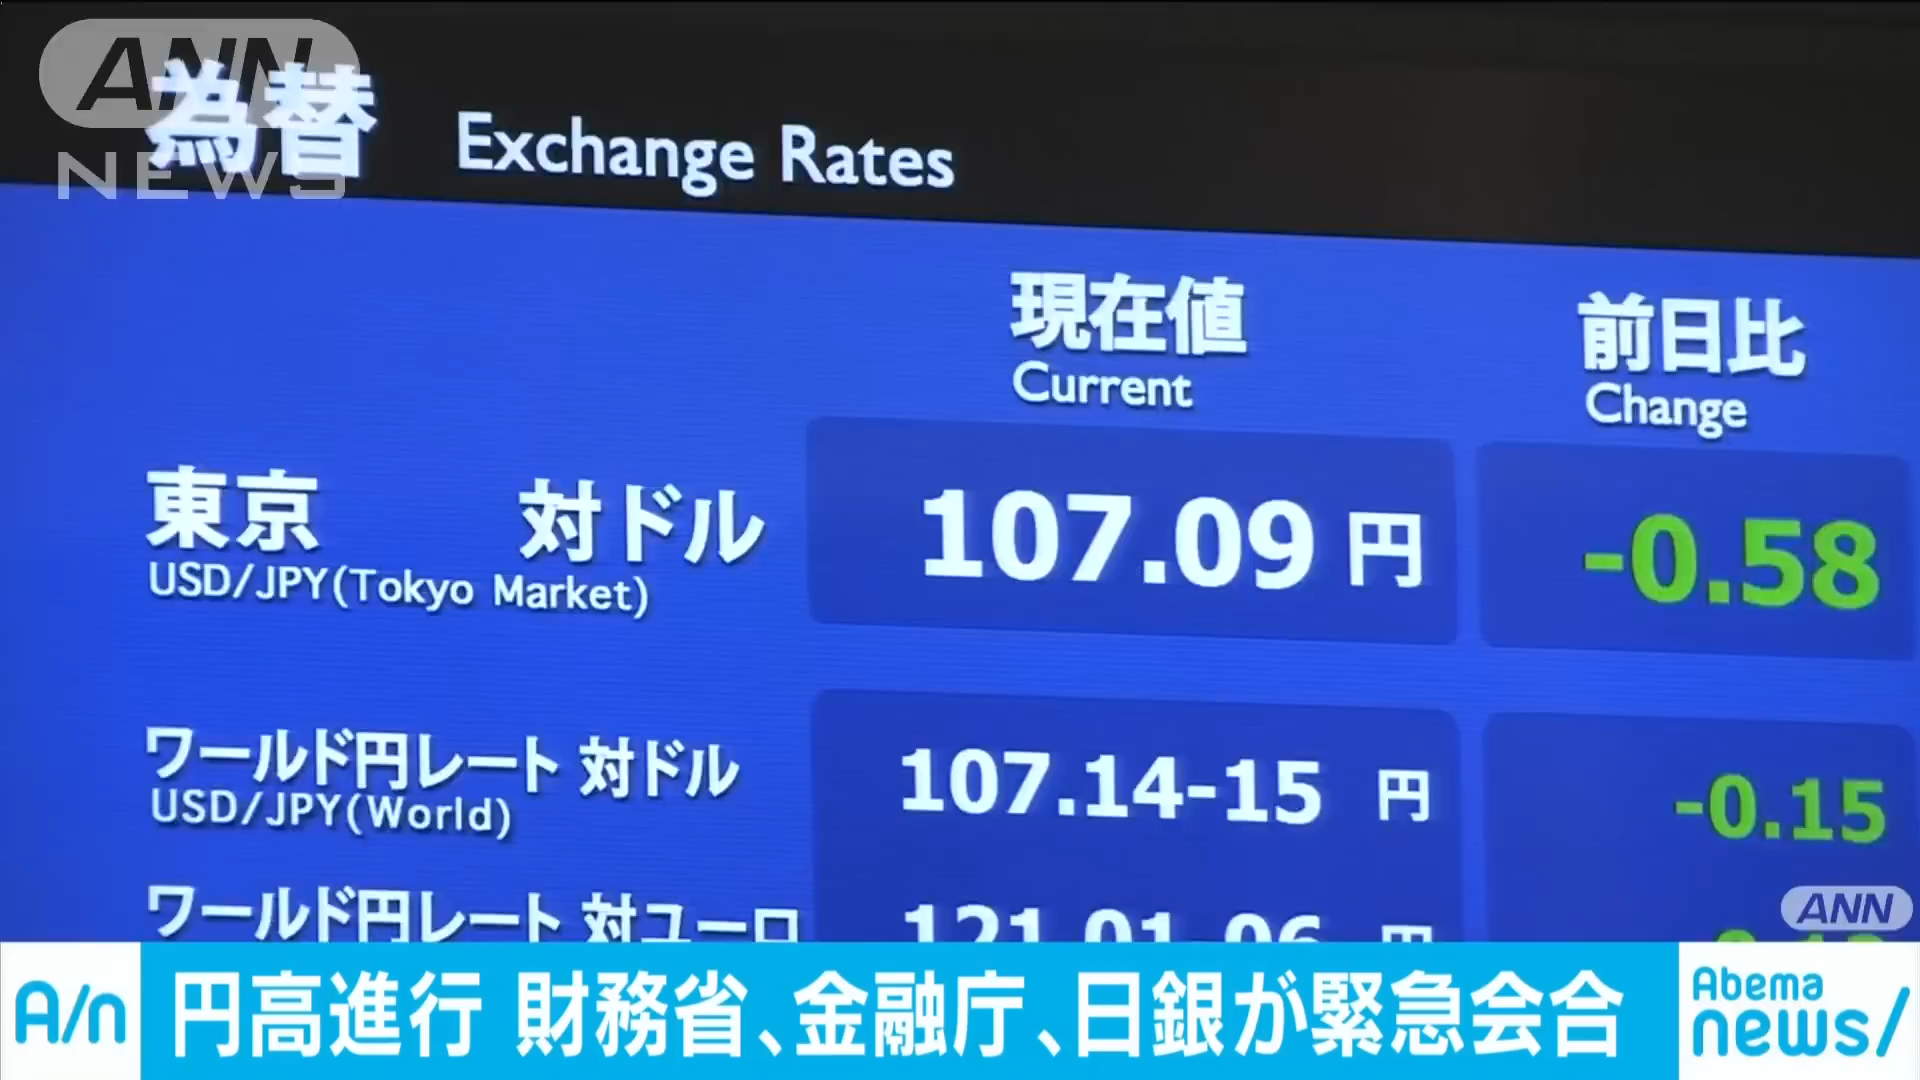 ANN
NEWS
為替 Exchange Rates
現在値 前日比
Current Change
東京 対ドル 107.09 円 -0.58
USD/JPY(Tokyo Market)
ワールド円レート 対ドル 107.14-15 円 -0.15
USD/JPY(World)
ワールド円レート 対ユーロ 121.01-06 円
ANN
A/n 円高進行 財務省、金融庁、日銀が緊急会合 Abema
news/